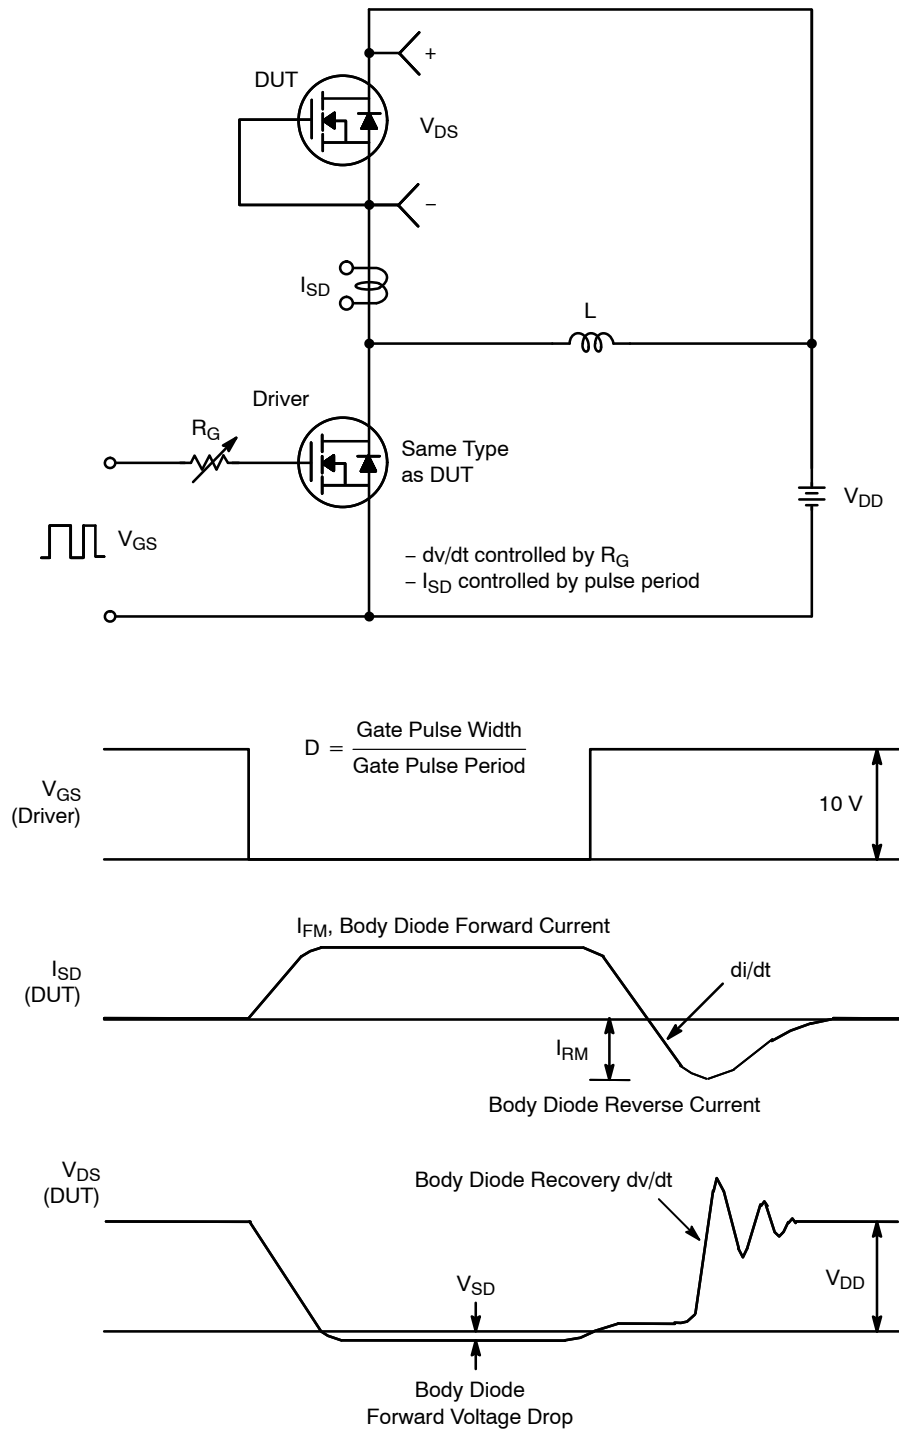 DUT
+
V_DS
−
I_SD
L
Driver
R_G
Same Type
as DUT
V_DD
V_GS
− dv/dt controlled by R_G
− I_SD controlled by pulse period
D = Gate Pulse Width
Gate Pulse Period
V_GS
(Driver)
10 V
I_FM, Body Diode Forward Current
I_SD
(DUT)
di/dt
I_RM
Body Diode Reverse Current
V_DS
(DUT)
Body Diode Recovery dv/dt
V_SD
V_DD
Body Diode
Forward Voltage Drop